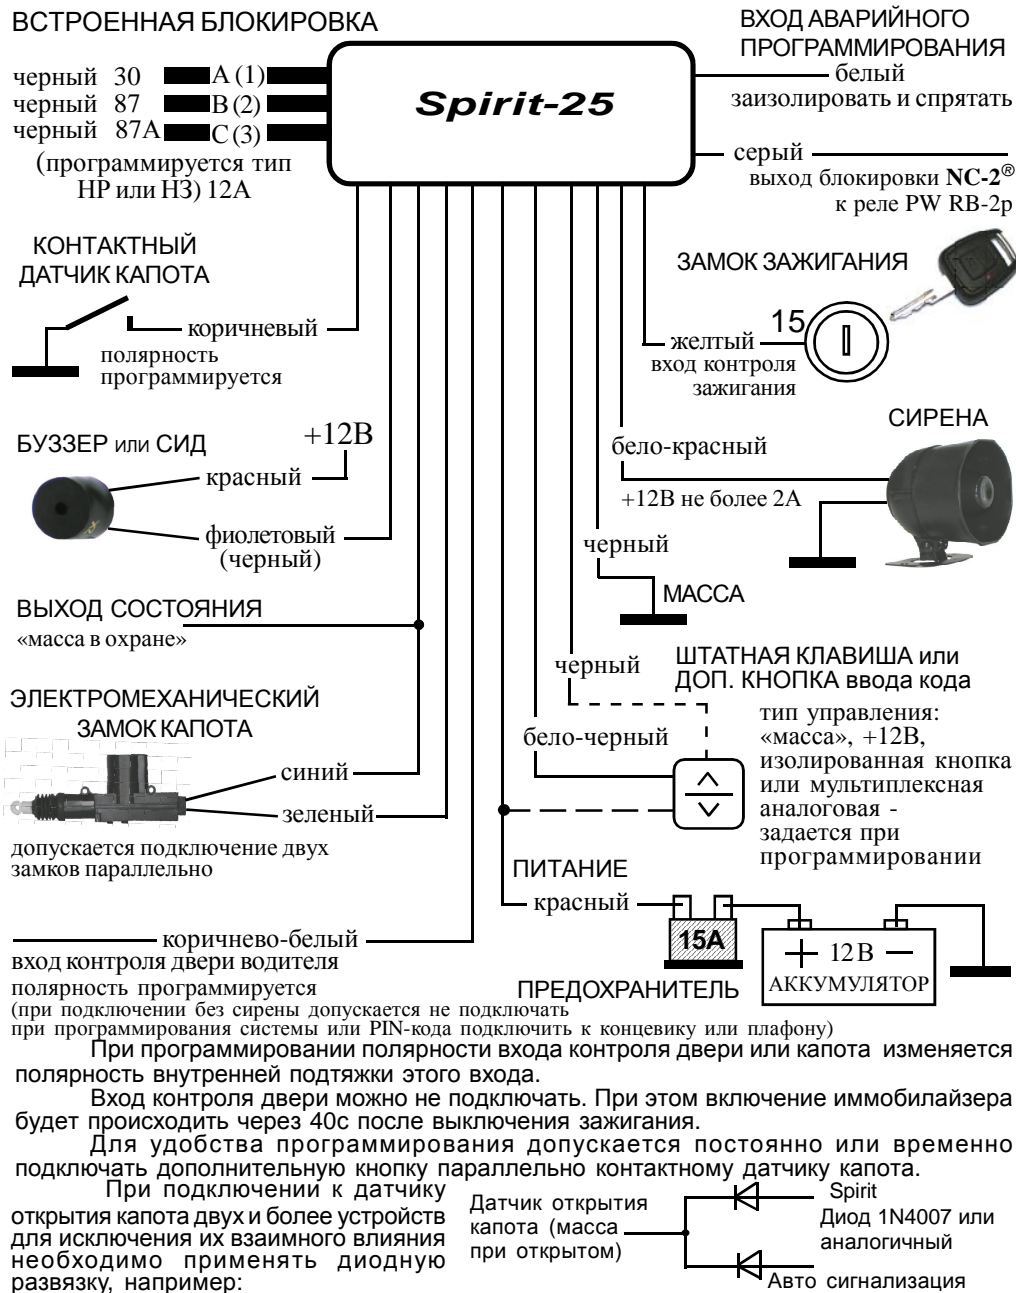 ВСТРОЕННАЯ БЛОКИРОВКА
черный 30 A (1)
черный 87 B (2)
черный 87A C (3)
(программируется тип
НР или НЗ) 12А
Spirit-25
ВХОД АВАРИЙНОГО
ПРОГРАММИРОВАНИЯ
белый
заизолировать и спрятать
серый
выход блокировки NC-2®
к реле PW RB-2p
КОНТАКТНЫЙ
ДАТЧИК КАПОТА
коричневый
полярность
программируется
ЗАМОК ЗАЖИГАНИЯ
15
желтый
вход контроля
зажигания
БУЗЗЕР или СИД
+12В
красный
фиолетовый
(черный)
СИРЕНА
бело-красный
+12В не более 2А
черный
МАССА
ВЫХОД СОСТОЯНИЯ
«масса в охране»
ЭЛЕКТРОМЕХАНИЧЕСКИЙ
ЗАМОК КАПОТА
синий
зеленый
допускается подключение двух
замков параллельно
черный
ШТАТНАЯ КЛАВИША или
ДОП. КНОПКА ввода кода
бело-черный
тип управления:
«масса», +12В,
изолированная кнопка
или мультиплексная
аналоговая -
задается при
программировании
ПИТАНИЕ
красный
15А
ПРЕДОХРАНИТЕЛЬ
+ 12 В −
АККУМУЛЯТОР
коричнево-белый
вход контроля двери водителя
полярность программируется
(при подключении без сирены допускается не подключать
при программирования системы или PIN-кода подключить к концевику или плафону)
При программировании полярности входа контроля двери или капота изменяется
полярность внутренней подтяжки этого входа.
Вход контроля двери можно не подключать. При этом включение иммобилайзера
будет происходить через 40с после выключения зажигания.
Для удобства программирования допускается постоянно или временно
подключать дополнительную кнопку параллельно контактному датчику капота.
При подключении к датчику
открытия капота двух и более устройств
для исключения их взаимного влияния
необходимо применять диодную
развязку, например:
Датчик открытия
капота (масса
при открытом)
Spirit
Диод 1N4007 или
аналогичный
Авто сигнализация